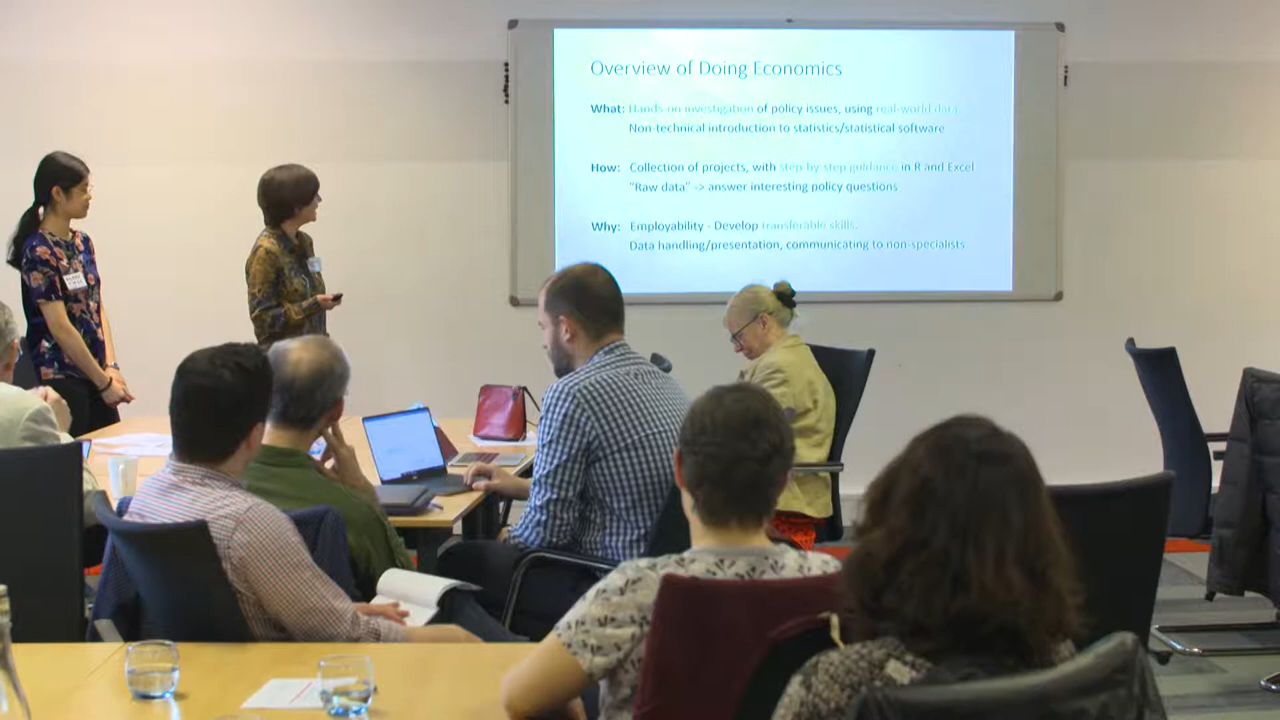 Overview of Doing Economics
What: Hands-on investigation of policy issues, using real-world data
Non-technical introduction to statistics/statistical software
How: Collection of projects, with step-by-step guidance in R and Excel
"Raw data" -> answer interesting policy questions
Why: Employability - Develop transferable skills,
Data handling/presentation, communicating to non-specialists